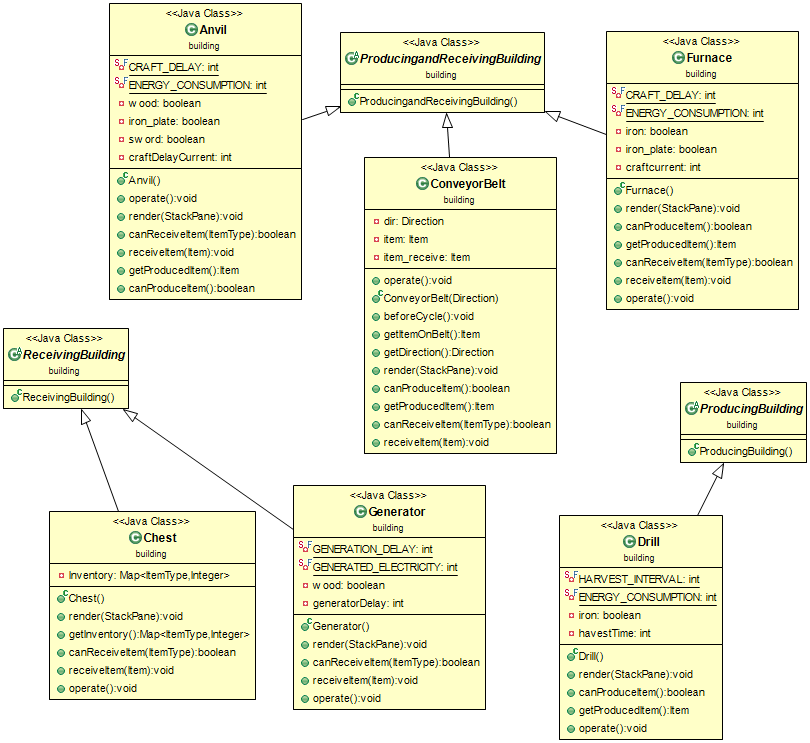 <<Java Class>>
Anvil
building
CRAFT_DELAY: int
ENERGY_CONSUMPTION: int
wood: boolean
iron_plate: boolean
sword: boolean
craftDelayCurrent: int
Anvil()
operate():void
render(StackPane):void
canReceiveItem(ItemType):boolean
receiveItem(Item):void
getProducedItem():Item
canProduceItem():boolean
<<Java Class>>
ProducingandReceivingBuilding
building
ProducingandReceivingBuilding()
<<Java Class>>
Furnace
building
CRAFT_DELAY: int
ENERGY_CONSUMPTION: int
iron: boolean
iron_plate: boolean
craftcurrent: int
Furnace()
render(StackPane):void
canProduceItem():boolean
getProducedItem():Item
canReceiveItem(ItemType):boolean
receiveItem(Item):void
operate():void
<<Java Class>>
ConveyorBelt
building
dir: Direction
item: Item
item_receive: Item
operate():void
ConveyorBelt(Direction)
beforeCycle():void
getItemOnBelt():Item
getDirection():Direction
render(StackPane):void
canProduceItem():boolean
getProducedItem():Item
canReceiveItem(ItemType):boolean
receiveItem(Item):void
<<Java Class>>
ReceivingBuilding
building
ReceivingBuilding()
<<Java Class>>
ProducingBuilding
building
ProducingBuilding()
<<Java Class>>
Chest
building
Inventory: Map<ItemType,Integer>
Chest()
render(StackPane):void
getInventory():Map<ItemType,Integer>
canReceiveItem(ItemType):boolean
receiveItem(Item):void
operate():void
<<Java Class>>
Generator
building
GENERATION_DELAY: int
GENERATED_ELECTRICITY: int
wood: boolean
generatorDelay: int
Generator()
render(StackPane):void
canReceiveItem(ItemType):boolean
receiveItem(Item):void
operate():void
<<Java Class>>
Drill
building
HARVEST_INTERVAL: int
ENERGY_CONSUMPTION: int
iron: boolean
havestTime: int
Drill()
render(StackPane):void
canProduceItem():boolean
getProducedItem():Item
operate():void